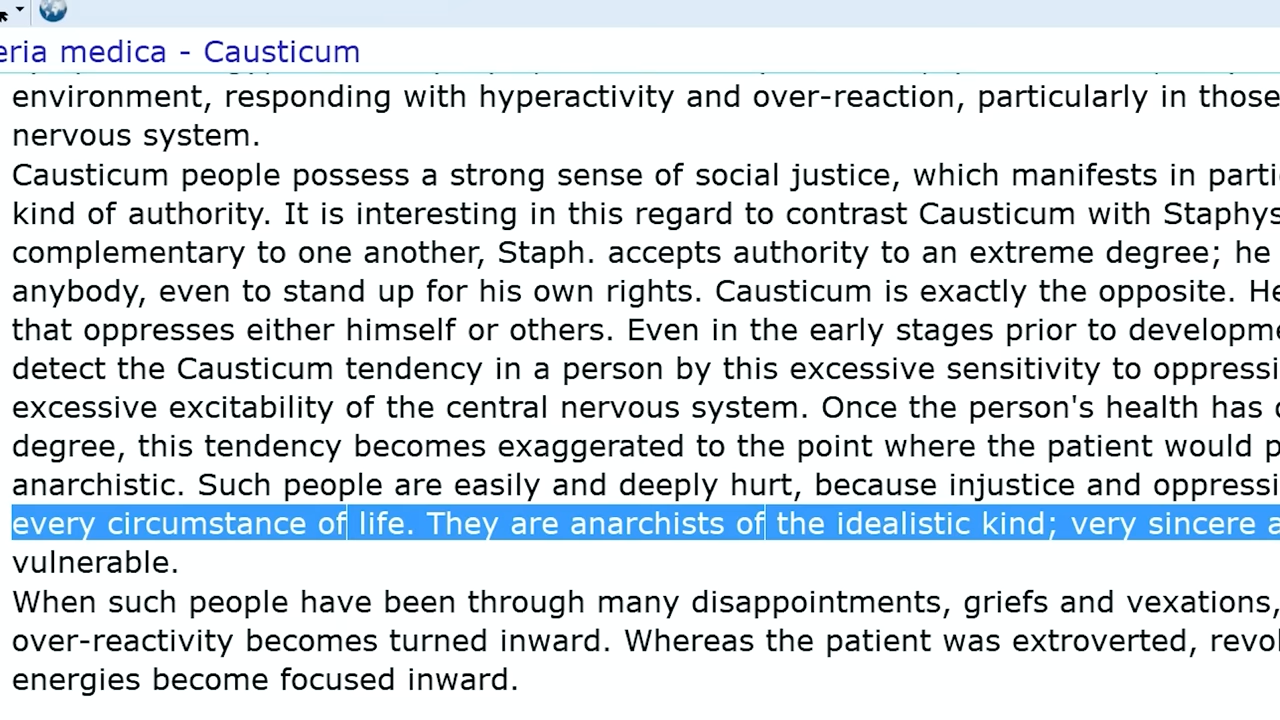 eria medica - Causticum
environment, responding with hyperactivity and over-reaction, particularly in those
nervous system.
Causticum people possess a strong sense of social justice, which manifests in parti
kind of authority. It is interesting in this regard to contrast Causticum with Staphys
complementary to one another, Staph. accepts authority to an extreme degree; he
anybody, even to stand up for his own rights. Causticum is exactly the opposite. He
that oppresses either himself or others. Even in the early stages prior to developme
detect the Causticum tendency in a person by this excessive sensitivity to oppressi
excessive excitability of the central nervous system. Once the person's health has
degree, this tendency becomes exaggerated to the point where the patient would p
anarchistic. Such people are easily and deeply hurt, because injustice and oppressi
every circumstance of life. They are anarchists of the idealistic kind; very sincere a
vulnerable.
When such people have been through many disappointments, griefs and vexations,
over-reactivity becomes turned inward. Whereas the patient was extroverted, revol
energies become focused inward.